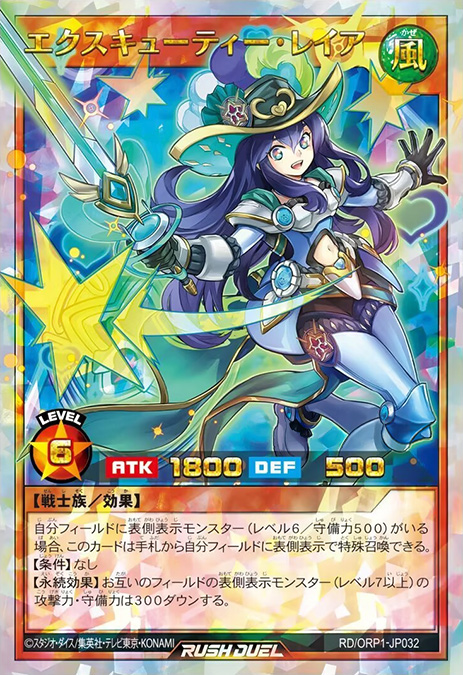 エクスキューティー・レイア
かぜ
風
LEVEL
6
ATK 1800 DEF 500
【戦士族/効果】
自分フィールドに表側表示モンスター(レベル6/守備力500)がいる
場合、このカードは手札から自分フィールドに表側表示で特殊召喚できる。
【条件】なし
【永続効果】お互いのフィールドの表側表示モンスター(レベル7以上)の
攻撃力・守備力は300ダウンする。
©スタジオ・ダイス/集英社・テレビ東京・KONAMI
RUSH DUEL
RD/ORP1-JP032